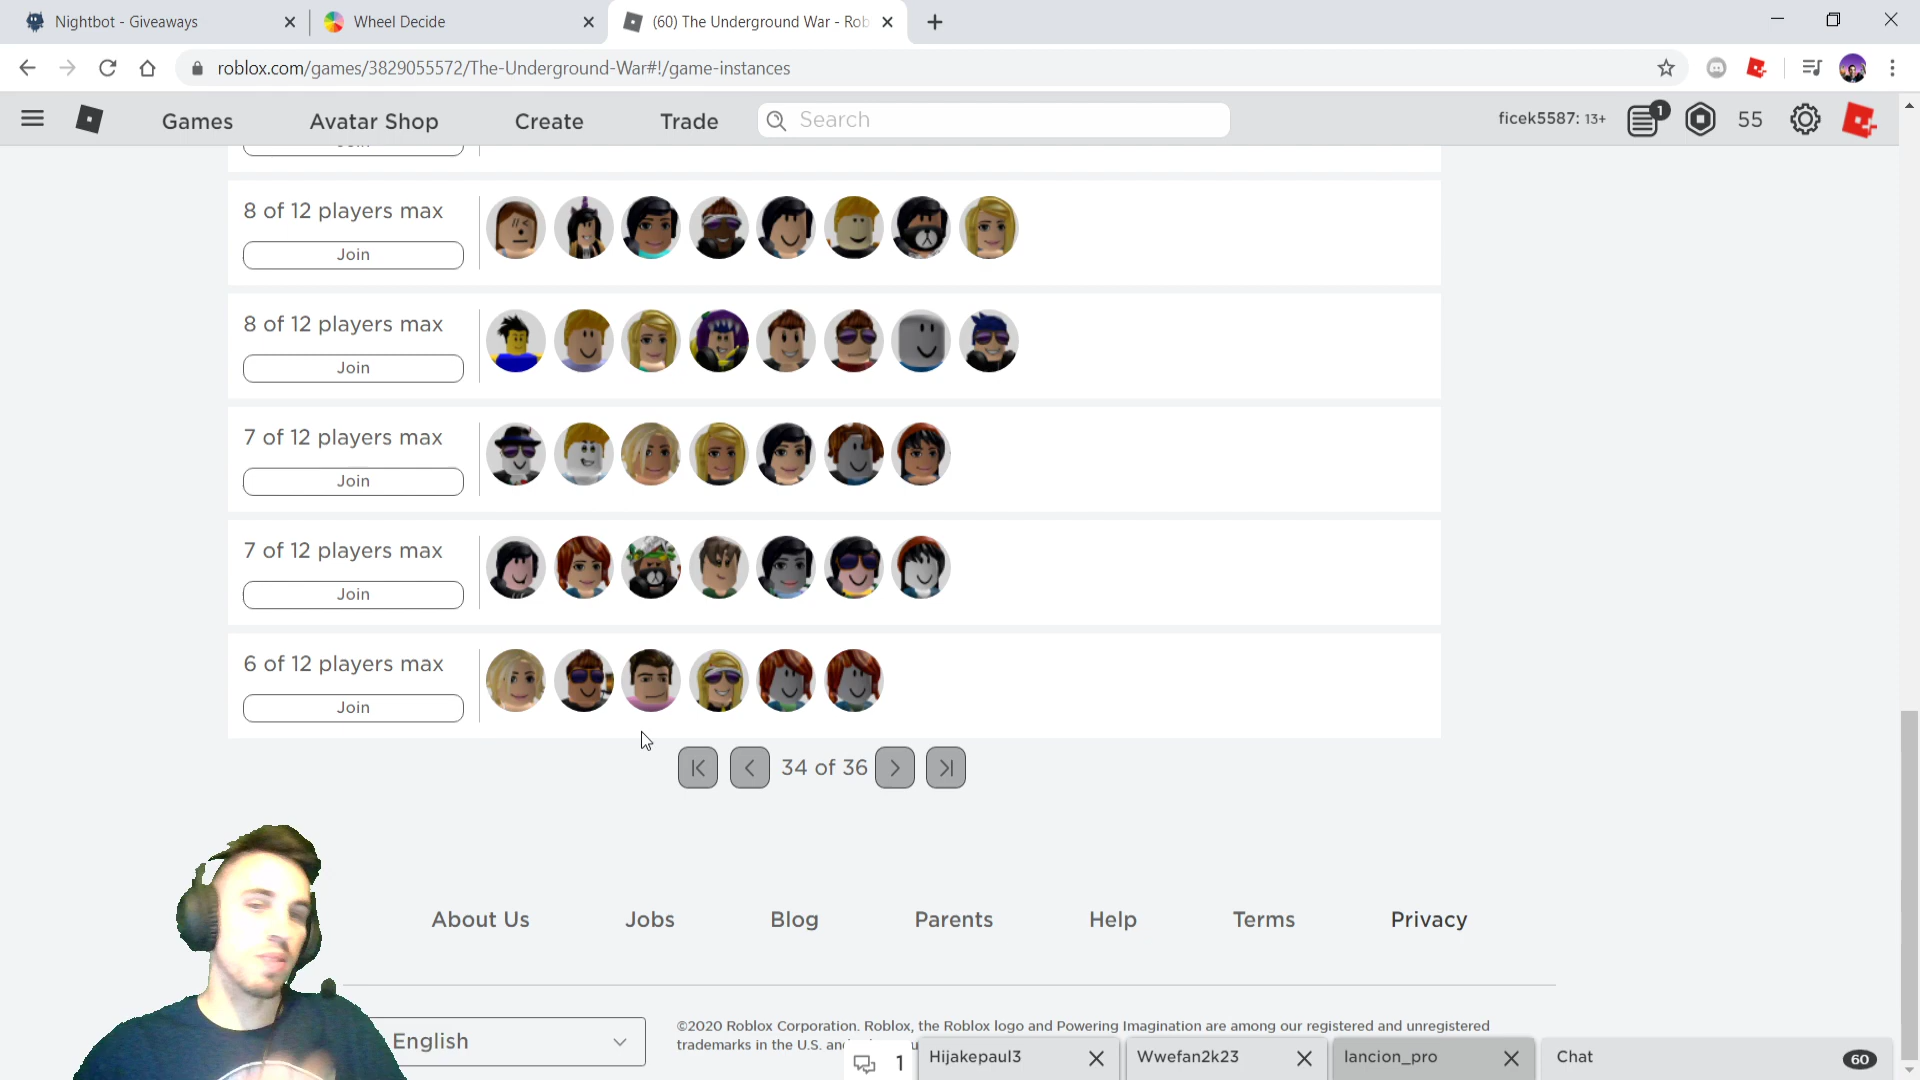 Nightbot - Giveaways
Wheel Decide
(60) The Underground War - Rob
roblox.com/games/3829055572/The-Underground-War#!/game-instances
Games
Avatar Shop
Create
Trade
Search
ficek5587: 13+
1
55
8 of 12 players max
Join
8 of 12 players max
Join
7 of 12 players max
Join
7 of 12 players max
Join
6 of 12 players max
Join
34 of 36
About Us
Jobs
Blog
Parents
Help
Terms
Privacy
English
©2020 Roblox Corporation. Roblox, the Roblox logo and Powering Imagination are among our registered and unregistered
trademarks in the U.S. an
1
Hijakepaul3
Wwefan2k23
lancion_pro
Chat
60